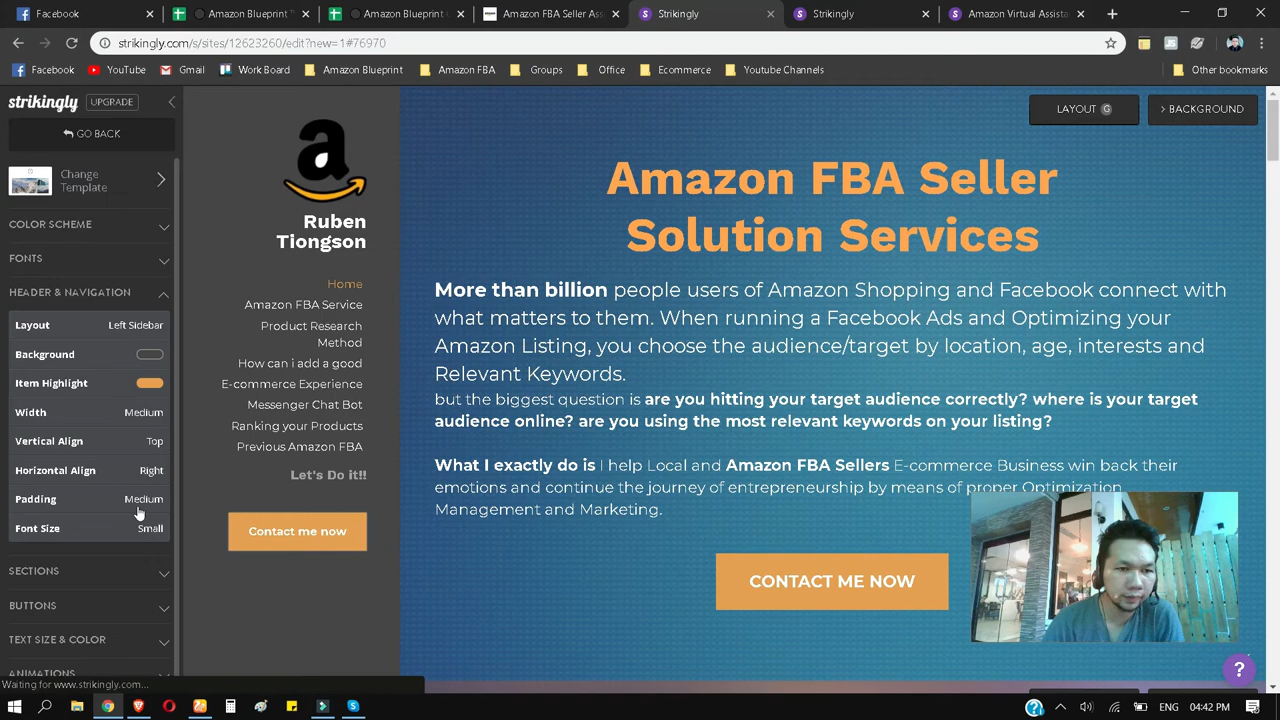 Facebook
Amazon Blueprint
Amazon Blueprint
Amazon FBA Seller Ass
Strikingly
Strikingly
Amazon Virtual Assista
strikingly.com/s/sites/12623260/edit?new=1#76970
Facebook
YouTube
Gmail
Work Board
Amazon Blueprint
Amazon FBA
Groups
Office
Ecommerce
Youtube Channels
Other bookmarks
strikingly
UPGRADE
GO BACK
Change
Template
COLOR SCHEME
FONTS
HEADER & NAVIGATION
Layout Left Sidebar
Background
Item Highlight
Width Medium
Vertical Align Top
Horizontal Align Right
Padding Medium
Font Size Small
SECTIONS
BUTTONS
TEXT SIZE & COLOR
ANIMATIONS
Waiting for www.strikingly.com...
a
Ruben
Tiongson
Home
Amazon FBA Service
Product Research
Method
How can i add a good
E-commerce Experience
Messenger Chat Bot
Ranking your Products
Previous Amazon FBA
Let's Do it!!
Contact me now
LAYOUT G
BACKGROUND
Amazon FBA Seller
Solution Services
More than billion people users of Amazon Shopping and Facebook connect with
what matters to them. When running a Facebook Ads and Optimizing your
Amazon Listing, you choose the audience/target by location, age, interests and
Relevant Keywords.
but the biggest question is are you hitting your target audience correctly? where is your target
audience online? are you using the most relevant keywords on your listing?
What I exactly do is I help Local and Amazon FBA Sellers E-commerce Business win back their
emotions and continue the journey of entrepreneurship by means of proper Optimization
Management and Marketing.
CONTACT ME NOW
?
ENG
04:42 PM